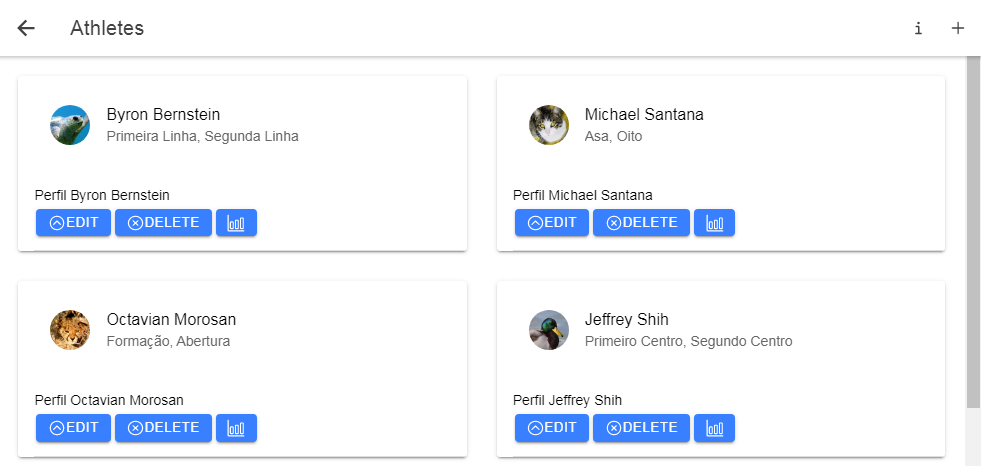 Athletes
i
Byron Bernstein
Primeira Linha, Segunda Linha
Perfil Byron Bernstein
EDIT DELETE
Michael Santana
Asa, Oito
Perfil Michael Santana
EDIT DELETE
Octavian Morosan
Formação, Abertura
Perfil Octavian Morosan
EDIT DELETE
Jeffrey Shih
Primeiro Centro, Segundo Centro
Perfil Jeffrey Shih
EDIT DELETE